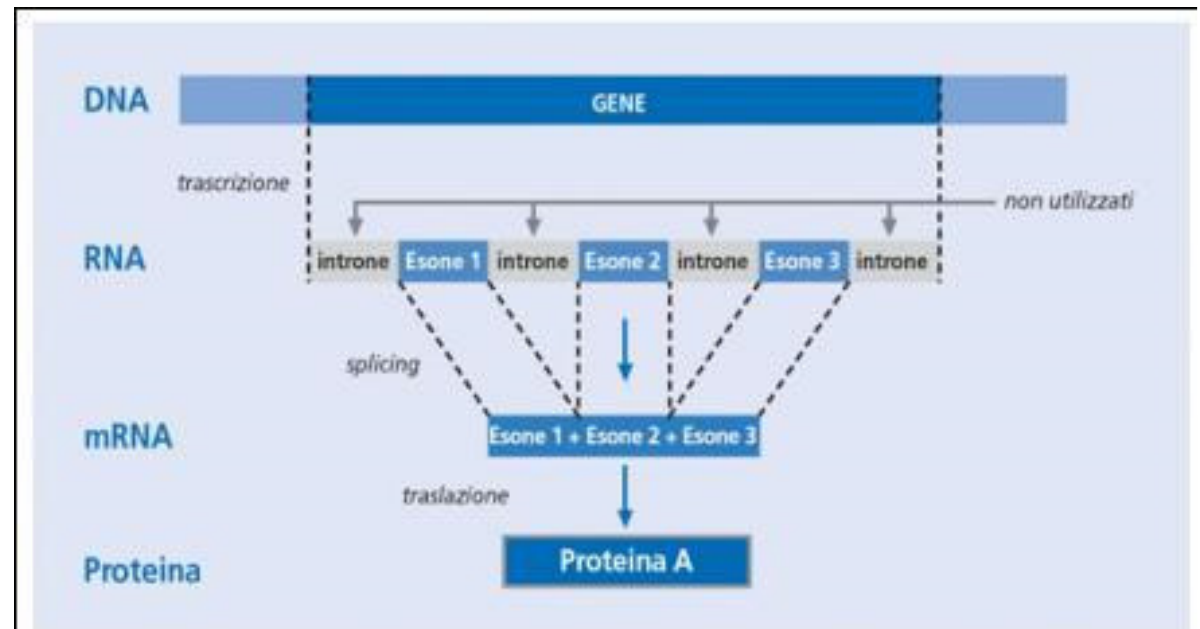 DNA
GENE
trascrizione
non utilizzati
RNA
introne Esone 1 introne Esone 2 introne Esone 3 introne
splicing
mRNA
Esone 1 + Esone 2 + Esone 3
traslazione
Proteina
Proteina A